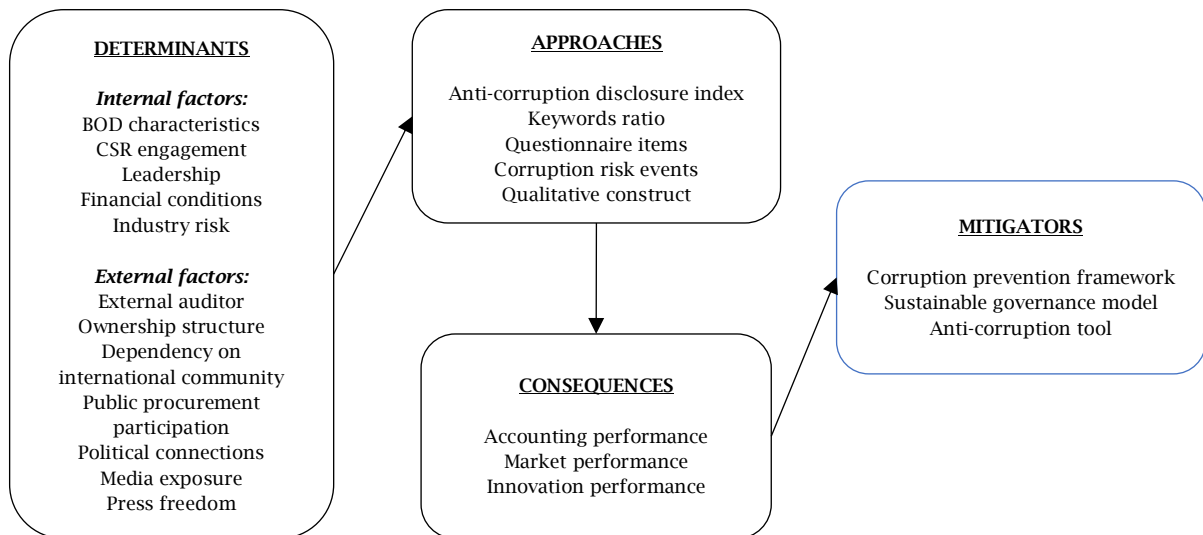 DETERMINANTS
Internal factors:
BOD characteristics
CSR engagement
Leadership
Financial conditions
Industry risk
External factors:
External auditor
Ownership structure
Dependency on
international community
Public procurement
participation
Political connections
Media exposure
Press freedom
APPROACHES
Anti-corruption disclosure index
Keywords ratio
Questionnaire items
Corruption risk events
Qualitative construct
CONSEQUENCES
Accounting performance
Market performance
Innovation performance
MITIGATORS
Corruption prevention framework
Sustainable governance model
Anti-corruption tool